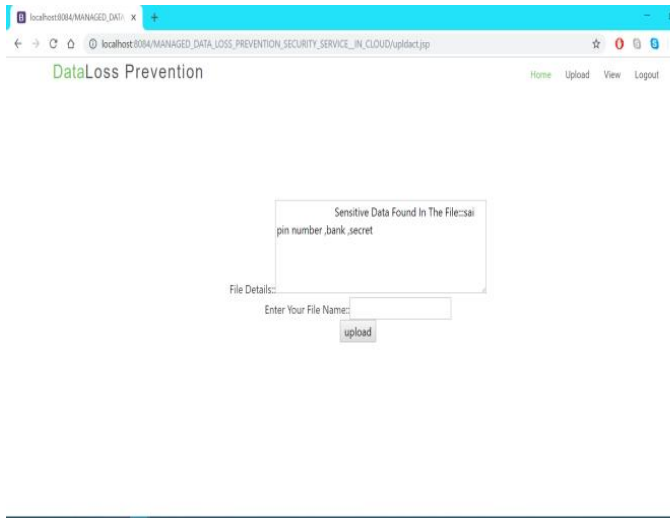 localhost:8084/MANAGED_DATA
localhost:8084/MANAGED_DATA_LOSS_PREVENTION_SECURITY_SERVICE__IN_CLOUD/upldact.jsp
DataLoss Prevention
Home Upload View Logout
Sensitive Data Found In The File::sai
pin number ,bank ,secret
File Details::
Enter Your File Name::
upload